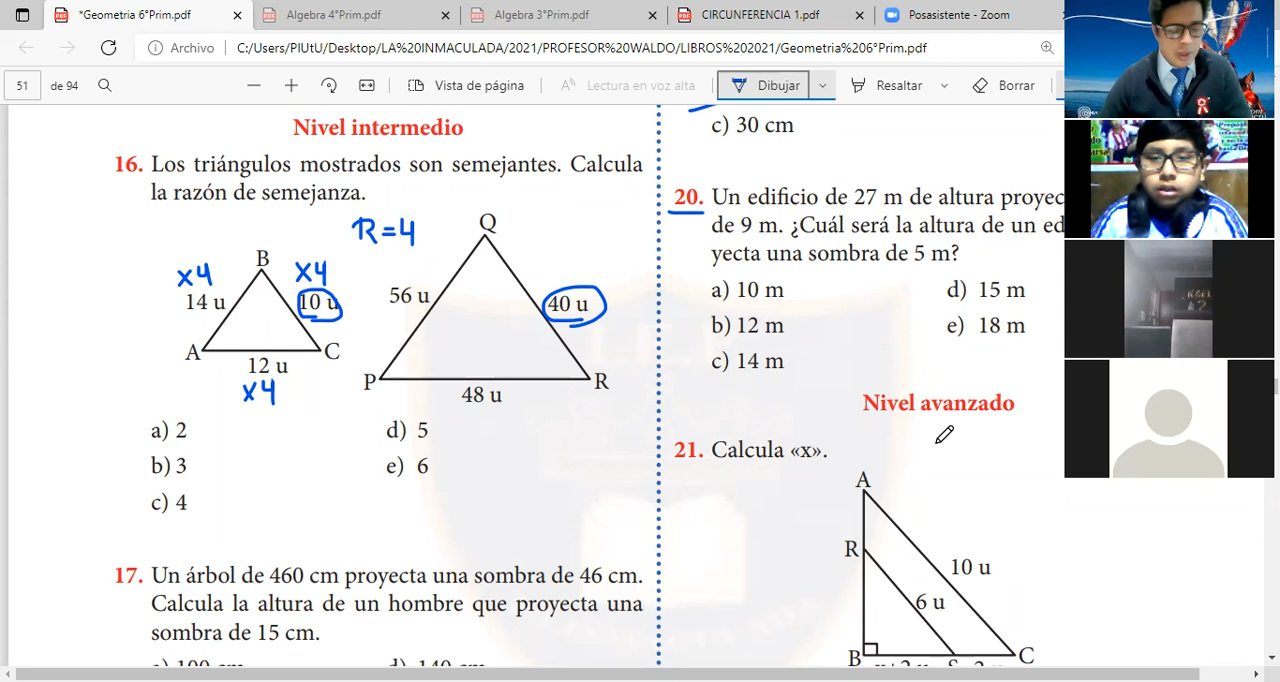 *Geometria 6°Prim.pdf
Algebra 4°Prim.pdf
Algebra 3°Prim.pdf
CIRCUNFERENCIA 1.pdf
Posasistente - Zoom
Archivo
C:/Users/PIUtU/Desktop/LA%20INMACULADA/2021/PROFESOR%20WALDO/LIBROS%202021/Geometria%206°Prim.pdf
51
de 94
Vista de página
Lectura en voz alta
Dibujar
Resaltar
Borrar
Nivel intermedio
16. Los triángulos mostrados son semejantes. Calcula
la razón de semejanza.
R=4
Q
B
x4
x4
14 u
10 u
56 u
40 u
A
C
12 u
x4
P
R
48 u
a) 2
d) 5
b) 3
e) 6
c) 4
17. Un árbol de 460 cm proyecta una sombra de 46 cm.
Calcula la altura de un hombre que proyecta una
sombra de 15 cm.
c) 30 cm
20. Un edificio de 27 m de altura proyec
de 9 m. ¿Cuál será la altura de un ed
yecta una sombra de 5 m?
a) 10 m
d) 15 m
b) 12 m
e) 18 m
c) 14 m
Nivel avanzado
21. Calcula «x».
A
R
10 u
6 u
B
C